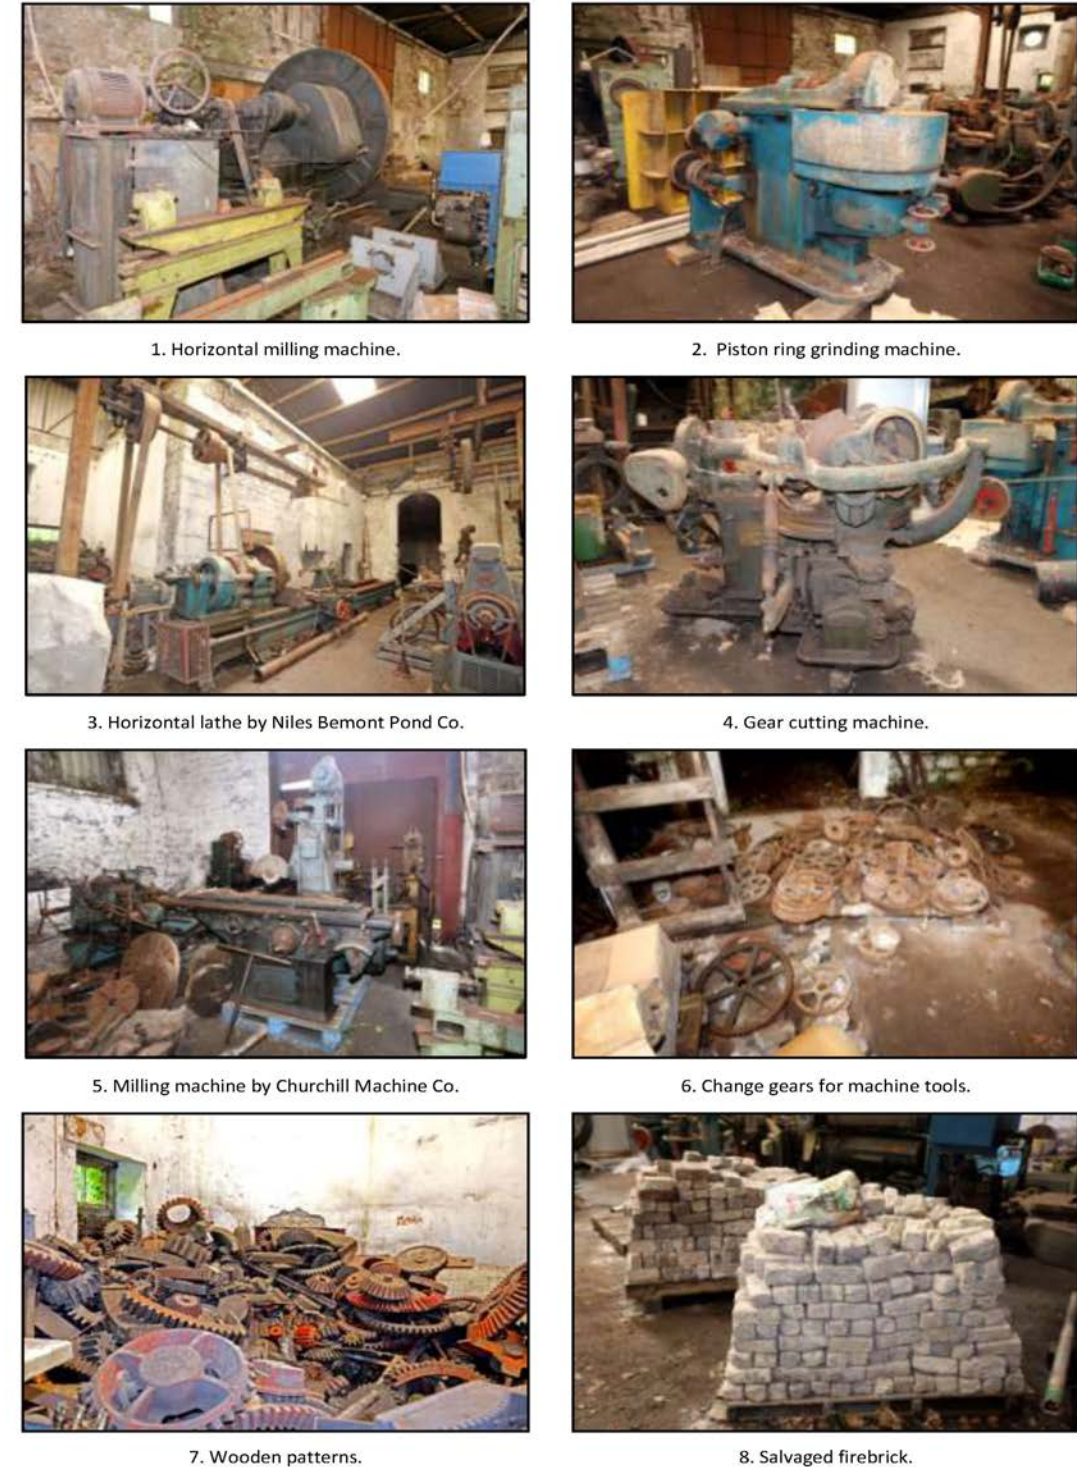 1. Horizontal milling machine.
2. Piston ring grinding machine.
3. Horizontal lathe by Niles Bemont Pond Co.
4. Gear cutting machine.
5. Milling machine by Churchill Machine Co.
6. Change gears for machine tools.
7. Wooden patterns.
8. Salvaged firebrick.